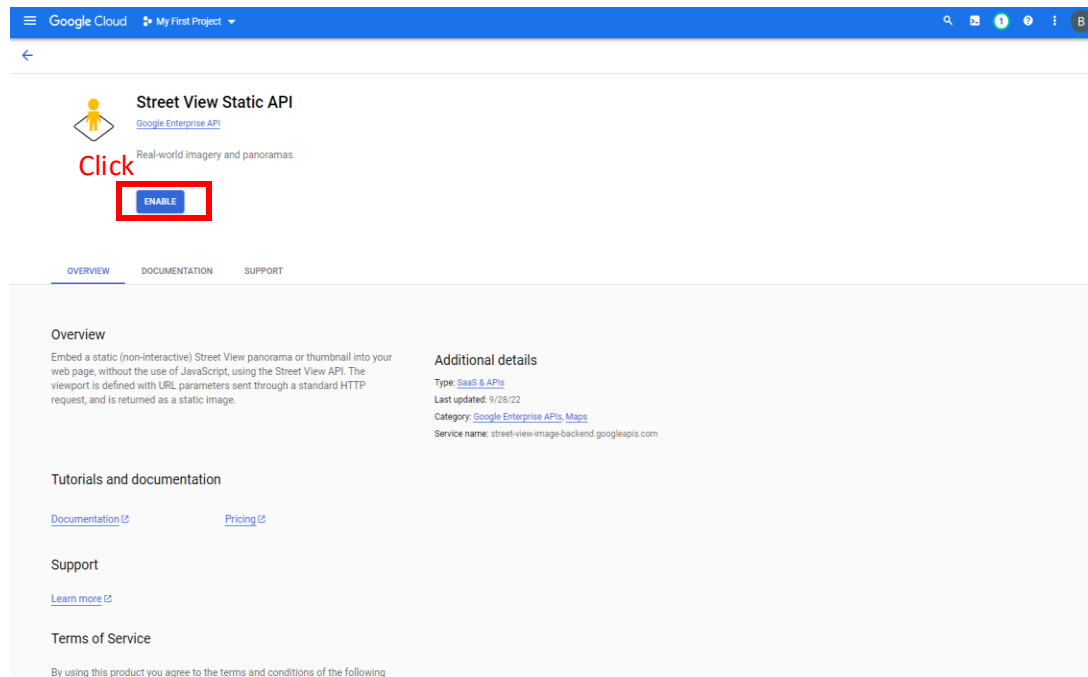 Google Cloud My First Project 1 B
Street View Static API
Google Enterprise API
Real-world imagery and panoramas.
Click
ENABLE
OVERVIEW DOCUMENTATION SUPPORT
Overview
Embed a static (non-interactive) Street View panorama or thumbnail into your
web page, without the use of JavaScript, using the Street View API. The
viewport is defined with URL parameters sent through a standard HTTP
request, and is returned as a static image.
Additional details
Type: SaaS & APIs
Last updated: 9/28/22
Category: Google Enterprise APIs, Maps
Service name: street-view-image-backend.googleapis.com
Tutorials and documentation
Documentation Pricing
Support
Learn more
Terms of Service
By using this product you agree to the terms and conditions of the following